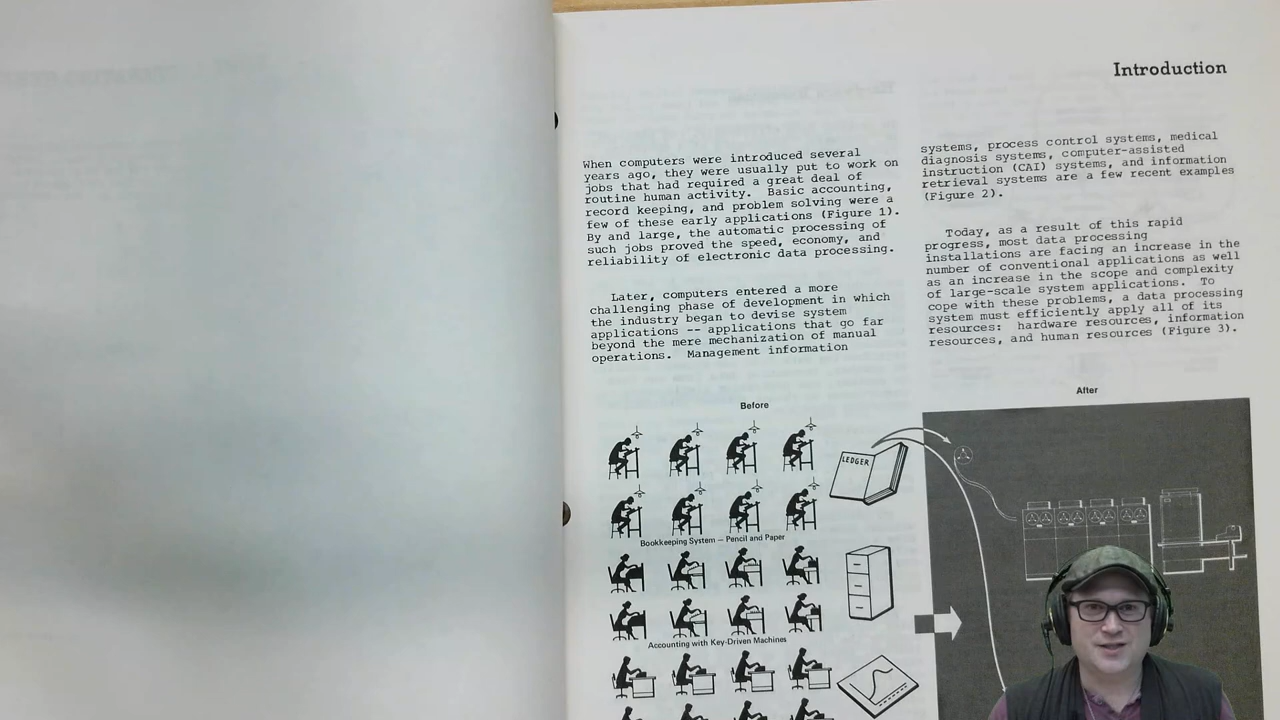 Introduction
When computers were introduced several
years ago, they were usually put to work on
jobs that had required a great deal of
routine human activity. Basic accounting,
record keeping, and problem solving were a
few of these early applications (Figure 1).
By and large, the automatic processing of
such jobs proved the speed, economy, and
reliability of electronic data processing.
Later, computers entered a more
challenging phase of development in which
the industry began to devise system
applications -- applications that go far
beyond the mere mechanization of manual
operations. Management information
systems, process control systems, medical
diagnosis systems, computer-assisted
instruction (CAI) systems, and information
retrieval systems are a few recent examples
(Figure 2).
Today, as a result of this rapid
progress, most data processing
installations are facing an increase in the
number of conventional applications as well
as an increase in the scope and complexity
of large-scale system applications. To
cope with these problems, a data processing
system must efficiently apply all of its
resources: hardware resources, information
resources, and human resources (Figure 3).
Before
After
LEDGER
Bookkeeping System — Pencil and Paper
Accounting with Key-Driven Machines